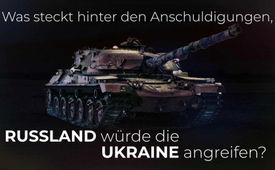 Was steckt hinter den Anschuldigungen,
RUSSLAND würde die
UKRAINE angreifen?